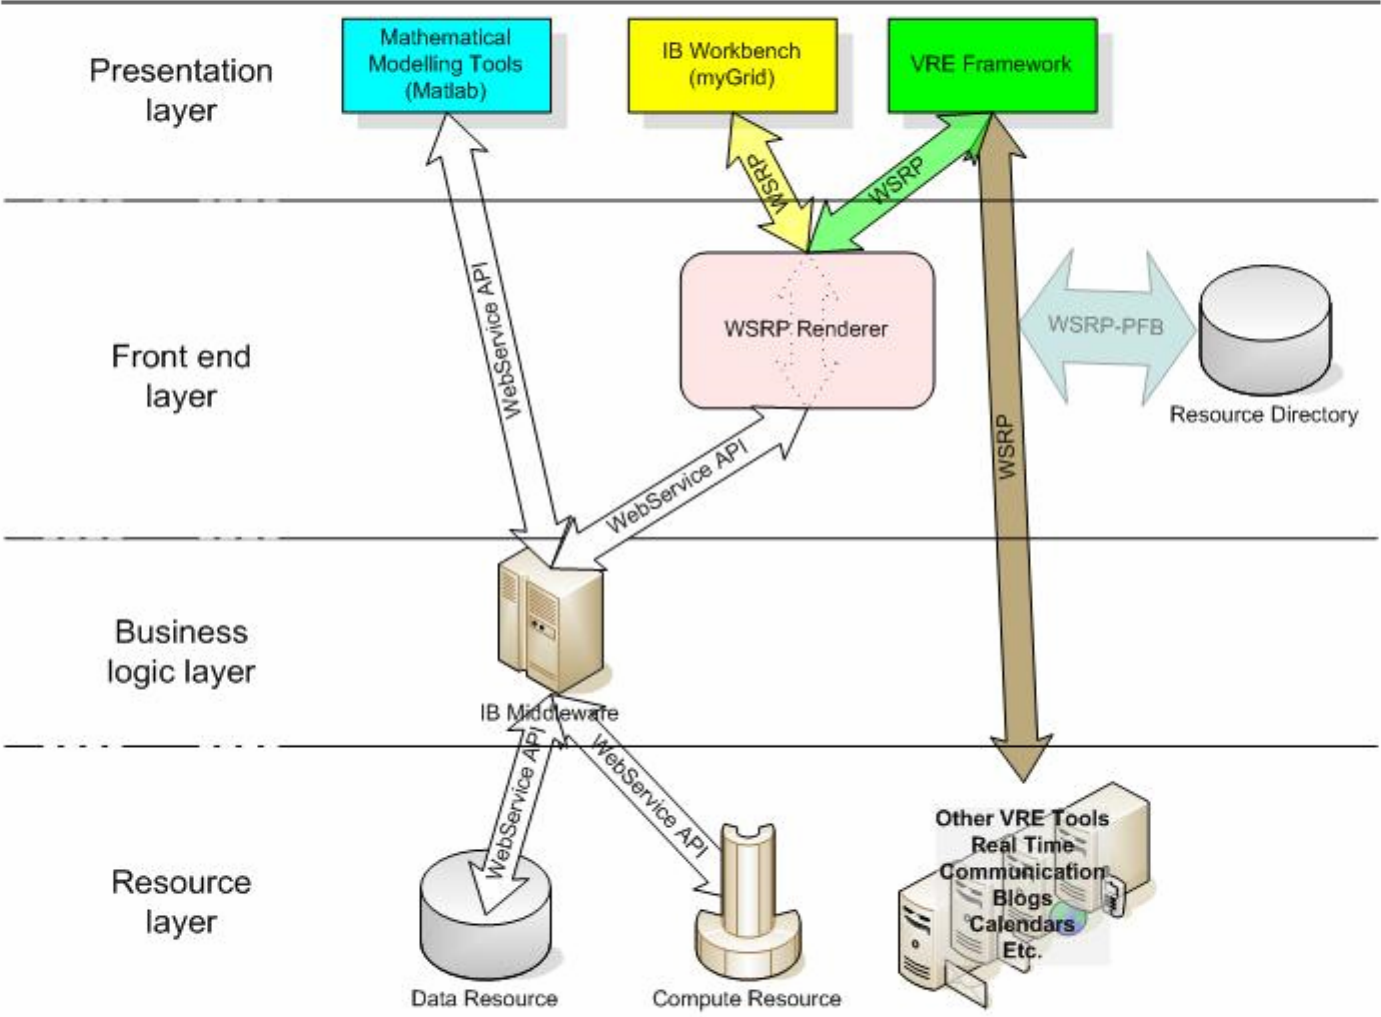 Presentation
layer
Mathematical
Modelling Tools
(Matlab)
IB Workbench
(myGrid)
VRE Framework
WSRP
WSRP
Front end
layer
WebService API
WSRP Renderer
WSRP-PFB
Resource Directory
WebService API
WSRP
Business
logic layer
IB Middleware
Resource
layer
WebService API
WebService API
Data Resource
Compute Resource
Other VRE Tools
Real Time
Communication
Blogs
Calendars
Etc.